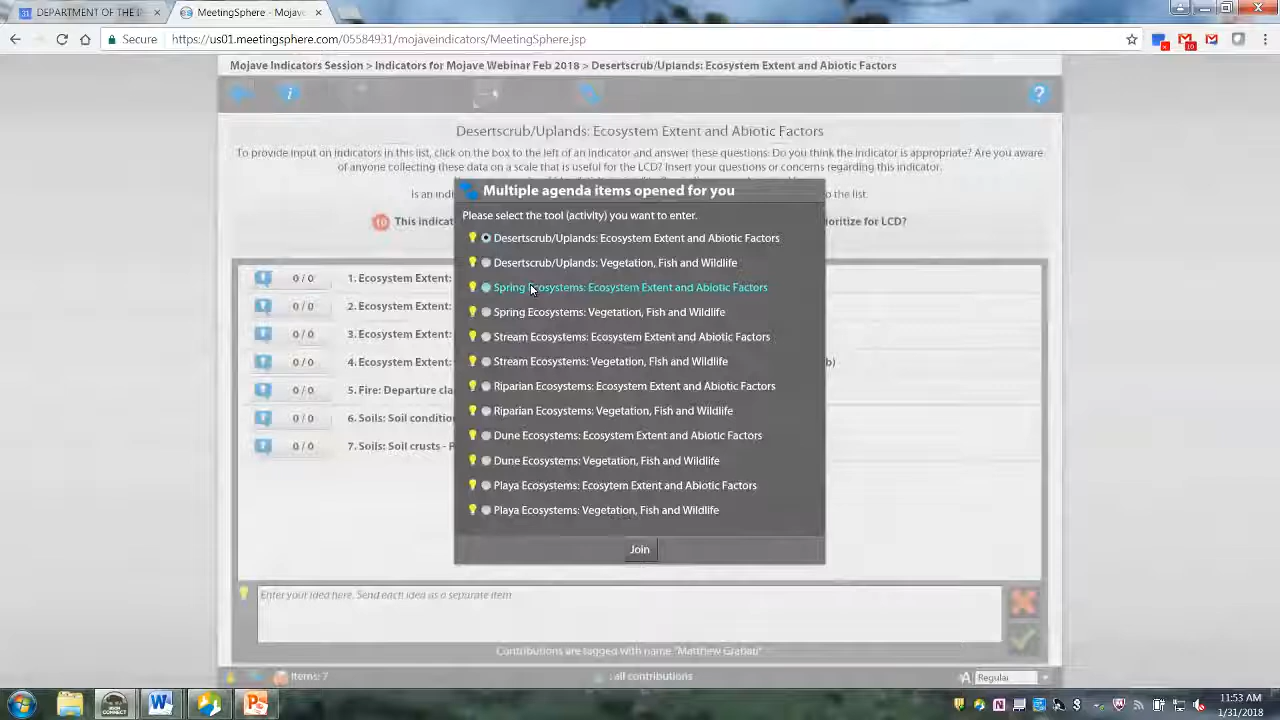 31 DEPARTMENT OF THE I
MeetingSphere - Mojave
Secure https://us01.meetingsphere.com/05584931/mojaveindicators/MeetingSphere.jsp
Mojave Indicators Session > Indicators for Mojave Webinar Feb 2018 > Desertscrub/Uplands: Ecosystem Extent and Abiotic Factors
Desertscrub/Uplands: Ecosystem Extent and Abiotic Factors
To provide input on indicators in this list, click on the box to the left of an indicator and answer these questions: Do you think the indicator is appropriate? Are you aware
of anyone collecting these data on a scale that is useful for the LCD? Insert your questions or concerns regarding this indicator.
Is an ind
the list.
This indicat
oritize for LCD?
Multiple agenda items opened for you
Please select the tool (activity) you want to enter.
Desertscrub/Uplands: Ecosystem Extent and Abiotic Factors
Desertscrub/Uplands: Vegetation, Fish and Wildlife
Spring Ecosystems: Ecosystem Extent and Abiotic Factors
Spring Ecosystems: Vegetation, Fish and Wildlife
Stream Ecosystems: Ecosystem Extent and Abiotic Factors
Stream Ecosystems: Vegetation, Fish and Wildlife
Riparian Ecosystems: Ecosystem Extent and Abiotic Factors
Riparian Ecosystems: Vegetation, Fish and Wildlife
Dune Ecosystems: Ecosystem Extent and Abiotic Factors
Dune Ecosystems: Vegetation, Fish and Wildlife
Playa Ecosystems: Ecosytem Extent and Abiotic Factors
Playa Ecosystems: Vegetation, Fish and Wildlife
Join
0 / 0 1. Ecosystem Extent:
0 / 0 2. Ecosystem Extent:
0 / 0 3. Ecosystem Extent:
0 / 0 4. Ecosystem Extent: b)
0 / 0 5. Fire: Departure cla
0 / 0 6. Soils: Soil conditio
0 / 0 7. Soils: Soil crusts - P
Enter your idea here. Send each idea as a separate item
Contributions are tagged with name "Matthew Graham"
Items: 7
: all contributions
A Regular
11:53 AM
1/31/2018